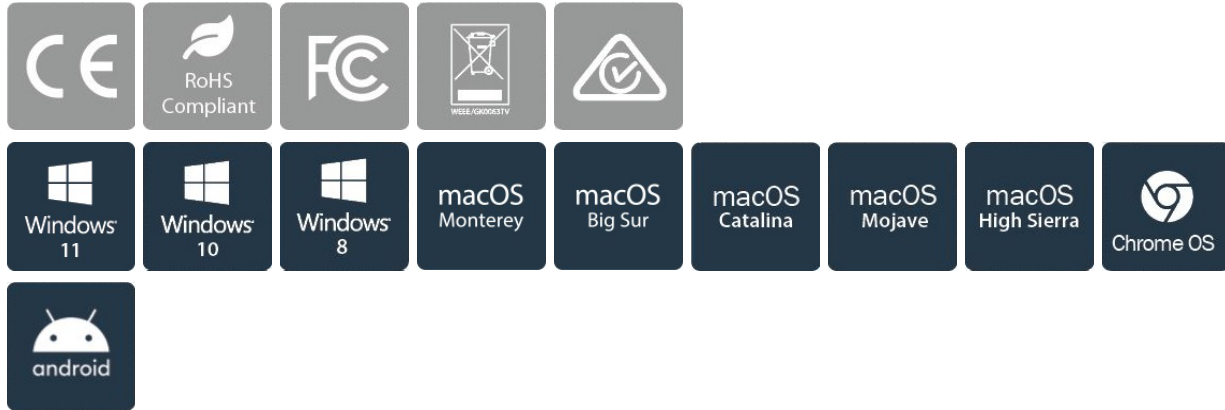 CE
RoHS
Compliant
FC
WEEE/GK0063TV
Windows
11
Windows
10
Windows
8
macOS
Monterey
macOS
Big Sur
macOS
Catalina
macOS
Mojave
macOS
High Sierra
Chrome OS
android